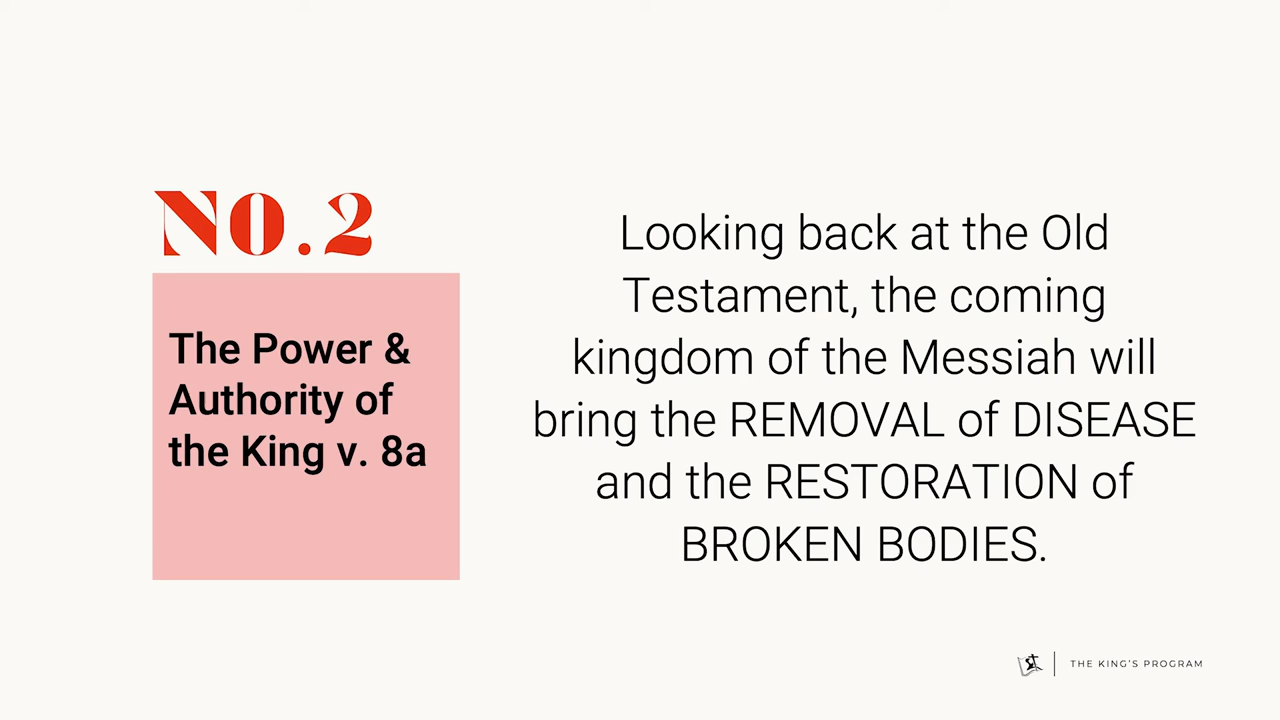 NO.2
The Power &
Authority of
the King v. 8a
Looking back at the Old
Testament, the coming
kingdom of the Messiah will
bring the REMOVAL of DISEASE
and the RESTORATION of
BROKEN BODIES.
THE KING'S PROGRAM